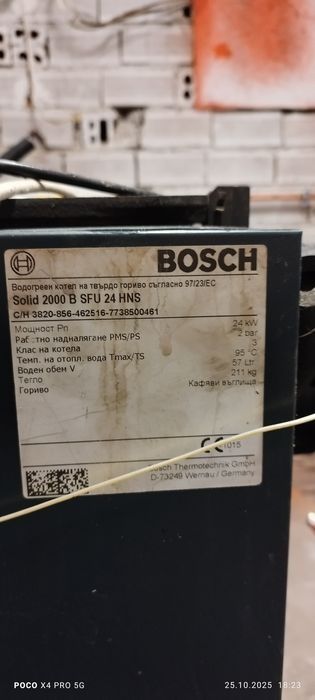 BOSCH
Водогреен котел на твърдо гориво съгласно 97/23/EC
Solid 2000 B SFU 24 HNS
С/Н 3820-856-462516-7738500461
Мощност Pn 24 kW
Раб тно наднапягане PMS/PS 2 bar
Клас на котела 3
Темп. на отопл. вода Tmax/TS 95 °C
Воден обем V 57 Ltr
Тегло 211 kg
Гориво Кафяви въглища
CE 1015
Bosch Thermotechnik GmbH
D-73249 Wernau / Germany
POCO X4 PRO 5G 25.10.2025 18:23